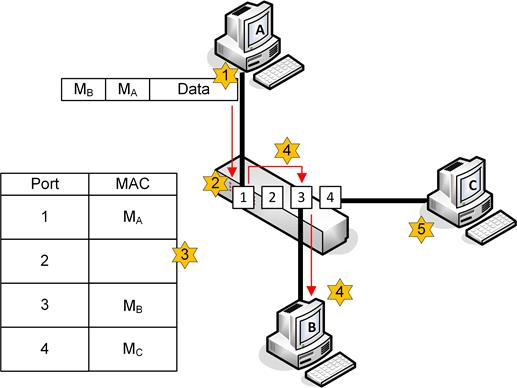 A
1
M_B M_A Data
4
2
1 2 3 4
C
5
Port MAC
1 M_A
2
3
3 M_B
4 M_C
4
B